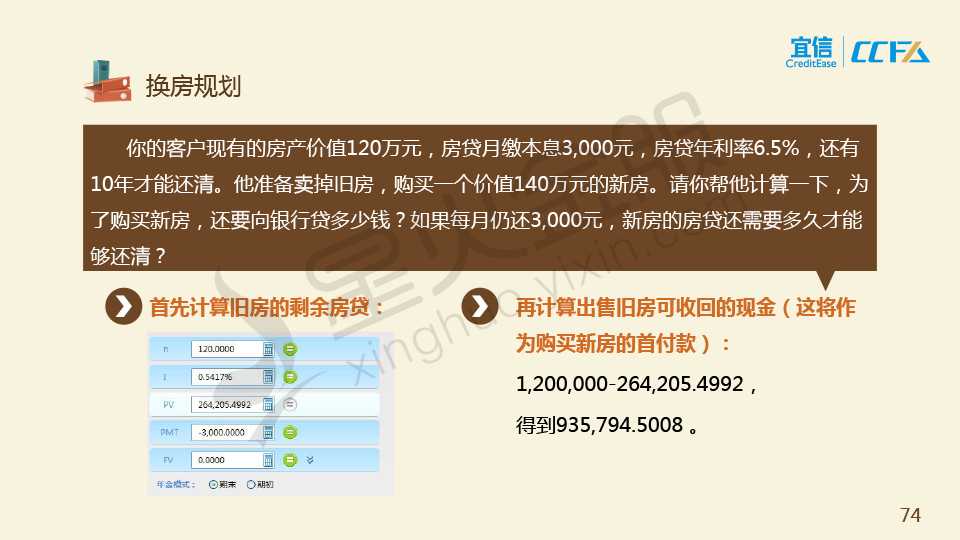 宜信
CreditEase
CCFA
换房规划
你的客户现有的房产价值120万元，房贷月缴本息3,000元，房贷年利率6.5%，还有
10年才能还清。他准备卖掉旧房，购买一个价值140万元的新房。请你帮他计算一下，为
了购买新房，还要向银行贷多少钱？如果每月仍还3,000元，新房的房贷还需要多久才能
够还清？
首先计算旧房的剩余房贷：
n 120.0000
I 0.5417%
PV 264,205.4992
PMT -3,000.0000
FV 0.0000
年金模式： 期末 期初
再计算出售旧房可收回的现金（这将作
为购买新房的首付款）：
1,200,000-264,205.4992，
得到935,794.5008 。
xinghuo.yixin.com
74